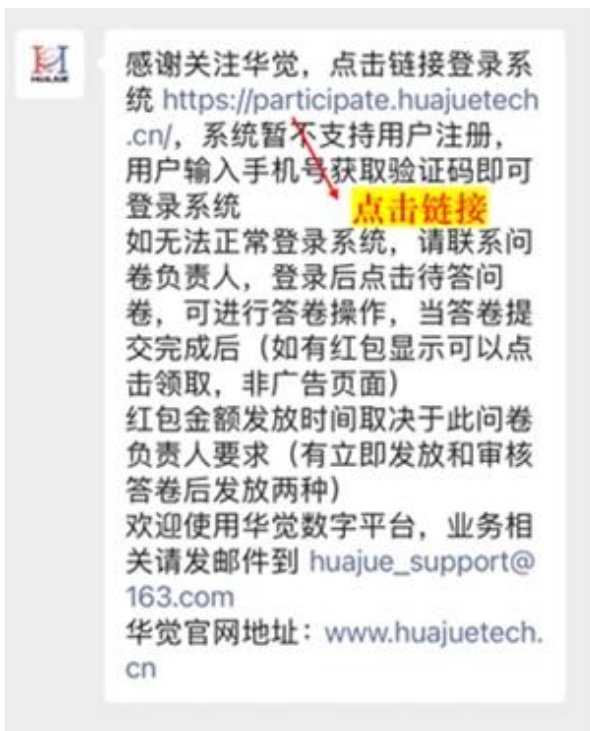 感谢关注华觉，点击链接登录系
统 https://participate.huajuetech
.cn/，系统暂不支持用户注册，
用户输入手机号获取验证码即可
登录系统
点击链接
如无法正常登录系统，请联系问
卷负责人，登录后点击待答问
卷，可进行答卷操作，当答卷提
交完成后（如有红包显示可以点
击领取，非广告页面）
红包金额发放时间取决于此问卷
负责人要求（有立即发放和审核
答卷后发放两种）
欢迎使用华觉数字平台，业务相
关请发邮件到 huajue_support@
163.com
华觉官网地址：www.huajuetech.
cn